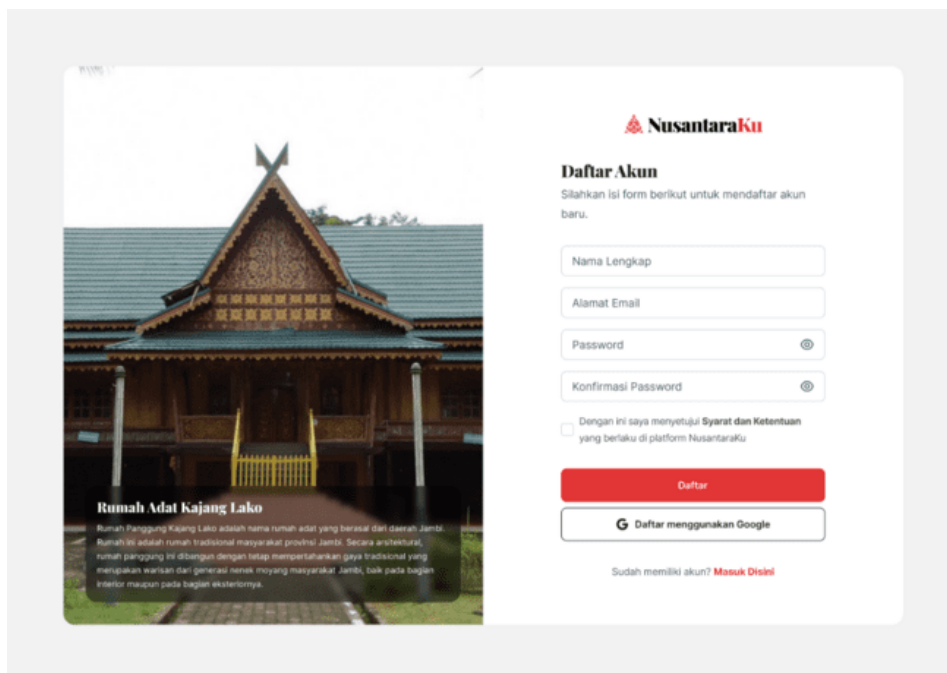 Rumah Adat Kajang Lako
Rumah Panggung Kajang Lako adalah nama rumah adat yang berasal dari daerah Jambi.
Rumah ini adalah rumah tradisional masyarakat provinsi Jambi. Secara arsitektural,
rumah panggung ini dibangun dengan tetap mempertahankan gaya tradisional yang
merupakan warisan dari generasi nenek moyang masyarakat Jambi, baik pada bagian
interior maupun pada bagian eksteriornya.
NusantaraKu
Daftar Akun
Silahkan isi form berikut untuk mendaftar akun
baru.
Nama Lengkap
Alamat Email
Password
Konfirmasi Password
Dengan ini saya menyetujui Syarat dan Ketentuan
yang berlaku di platform NusantaraKu
Daftar
Daftar menggunakan Google
Sudah memiliki akun? Masuk Disini